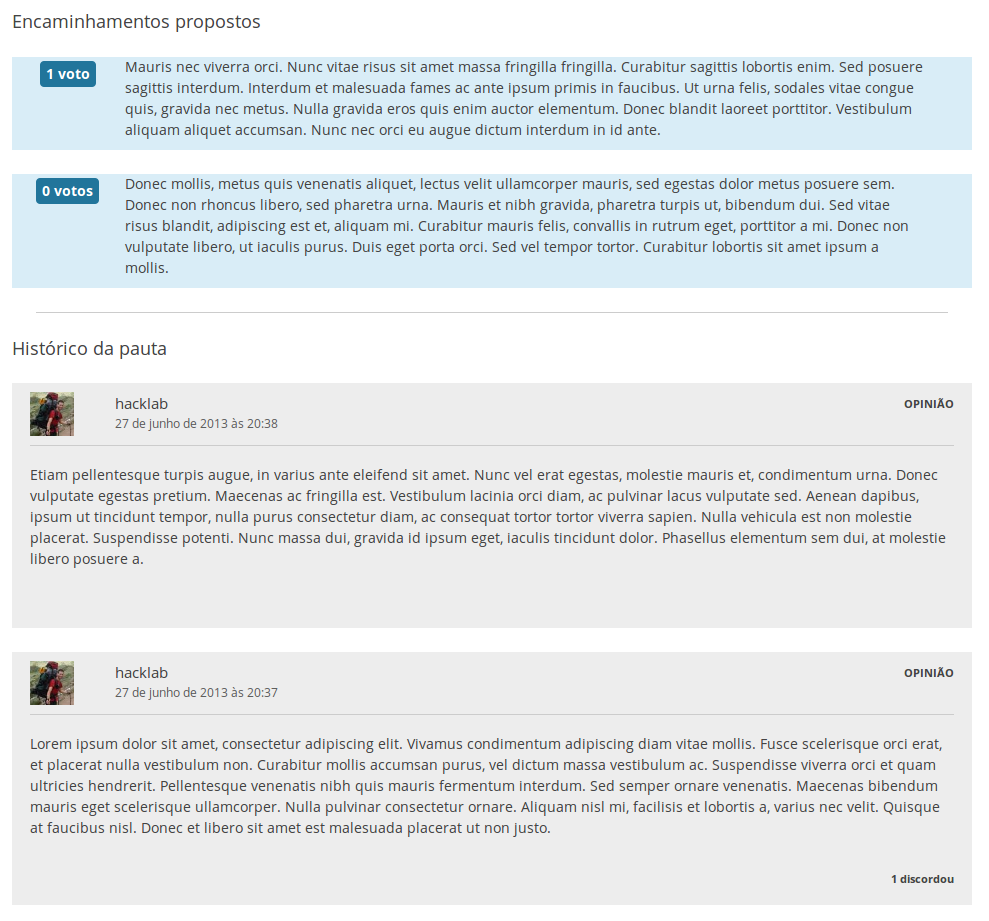 Encaminhamentos propostos
1 voto
Mauris nec viverra orci. Nunc vitae risus sit amet massa fringilla fringilla. Curabitur sagittis lobortis enim. Sed posuere
sagittis interdum. Interdum et malesuada fames ac ante ipsum primis in faucibus. Ut urna felis, sodales vitae congue
quis, gravida nec metus. Nulla gravida eros quis enim auctor elementum. Donec blandit laoreet porttitor. Vestibulum
aliquam aliquet accumsan. Nunc nec orci eu augue dictum interdum in id ante.
0 votos
Donec mollis, metus quis venenatis aliquet, lectus velit ullamcorper mauris, sed egestas dolor metus posuere sem.
Donec non rhoncus libero, sed pharetra urna. Mauris et nibh gravida, pharetra turpis ut, bibendum dui. Sed vitae
risus blandit, adipiscing est et, aliquam mi. Curabitur mauris felis, convallis in rutrum eget, porttitor a mi. Donec non
vulputate libero, ut iaculis purus. Duis eget porta orci. Sed vel tempor tortor. Curabitur lobortis sit amet ipsum a
mollis.
Histórico da pauta
hacklab
OPINIÃO
27 de junho de 2013 às 20:38
Etiam pellentesque turpis augue, in varius ante eleifend sit amet. Nunc vel erat egestas, molestie mauris et, condimentum urna. Donec
vulputate egestas pretium. Maecenas ac fringilla est. Vestibulum lacinia orci diam, ac pulvinar lacus vulputate sed. Aenean dapibus,
ipsum ut tincidunt tempor, nulla purus consectetur diam, ac consequat tortor tortor viverra sapien. Nulla vehicula est non molestie
placerat. Suspendisse potenti. Nunc massa dui, gravida id ipsum eget, iaculis tincidunt dolor. Phasellus elementum sem dui, at molestie
libero posuere a.
hacklab
OPINIÃO
27 de junho de 2013 às 20:37
Lorem ipsum dolor sit amet, consectetur adipiscing elit. Vivamus condimentum adipiscing diam vitae mollis. Fusce scelerisque orci erat,
et placerat nulla vestibulum non. Curabitur mollis accumsan purus, vel dictum massa vestibulum ac. Suspendisse viverra orci et quam
ultricies hendrerit. Pellentesque venenatis nibh quis mauris fermentum interdum. Sed semper ornare venenatis. Maecenas bibendum
mauris eget scelerisque ullamcorper. Nulla pulvinar consectetur ornare. Aliquam nisl mi, facilisis et lobortis a, varius nec velit. Quisque
at faucibus nisl. Donec et libero sit amet est malesuada placerat ut non justo.
1 discordou